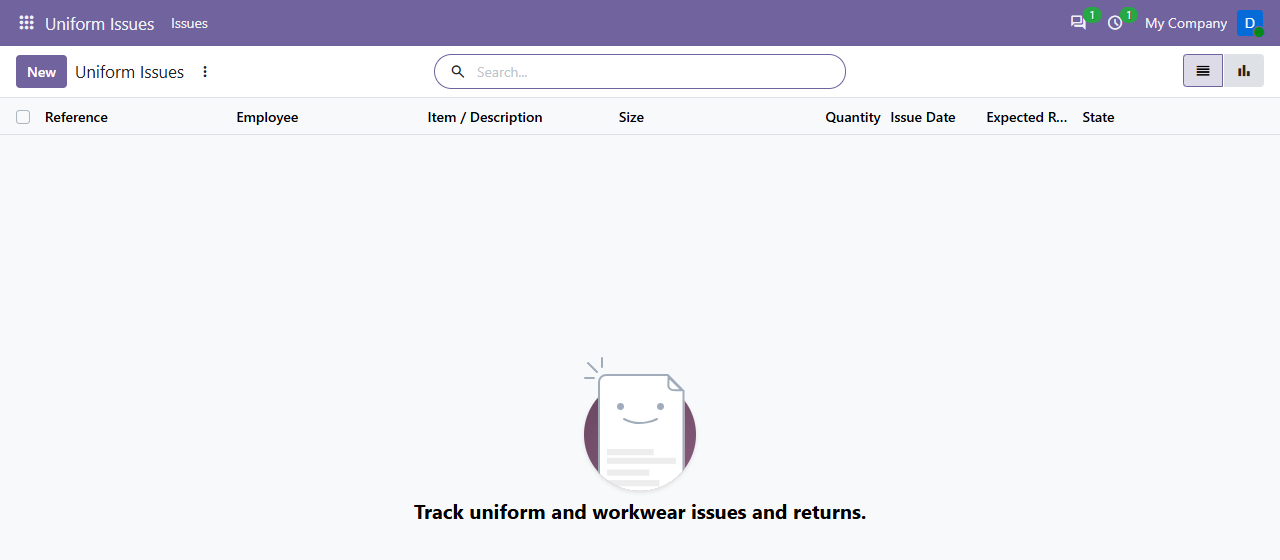 Uniform Issues Issues 1 1 My Company D
New Uniform Issues Search...
Reference Employee Item / Description Size Quantity Issue Date Expected R... State
Track uniform and workwear issues and returns.